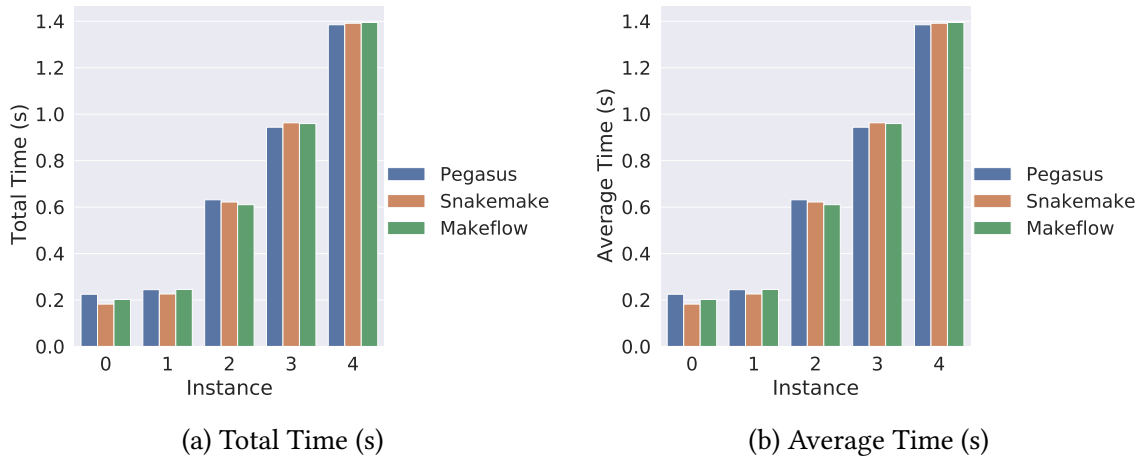 Total Time (s)
1.4
1.2
1.0
0.8
0.6
0.4
0.2
0.0
0 1 2 3 4
Instance
Pegasus
Snakemake
Makeflow
(a) Total Time (s)
Average Time (s)
1.4
1.2
1.0
0.8
0.6
0.4
0.2
0.0
0 1 2 3 4
Instance
Pegasus
Snakemake
Makeflow
(b) Average Time (s)